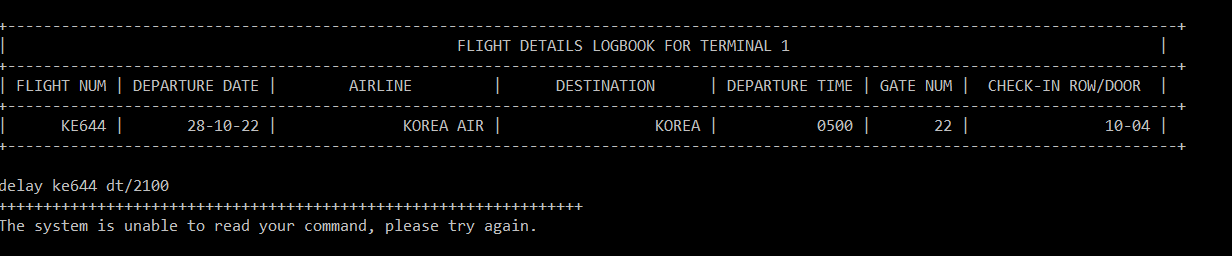 FLIGHT DETAILS LOGBOOK FOR TERMINAL 1
| FLIGHT NUM | DEPARTURE DATE | AIRLINE | DESTINATION | DEPARTURE TIME | GATE NUM | CHECK-IN ROW/DOOR |
| KE644 | 28-10-22 | KOREA AIR | KOREA | 0500 | 22 | 10-04 |
delay ke644 dt/2100
+++++++++++++++++++++++++++++++++++++++++++++++++++++++++++++++++
The system is unable to read your command, please try again.